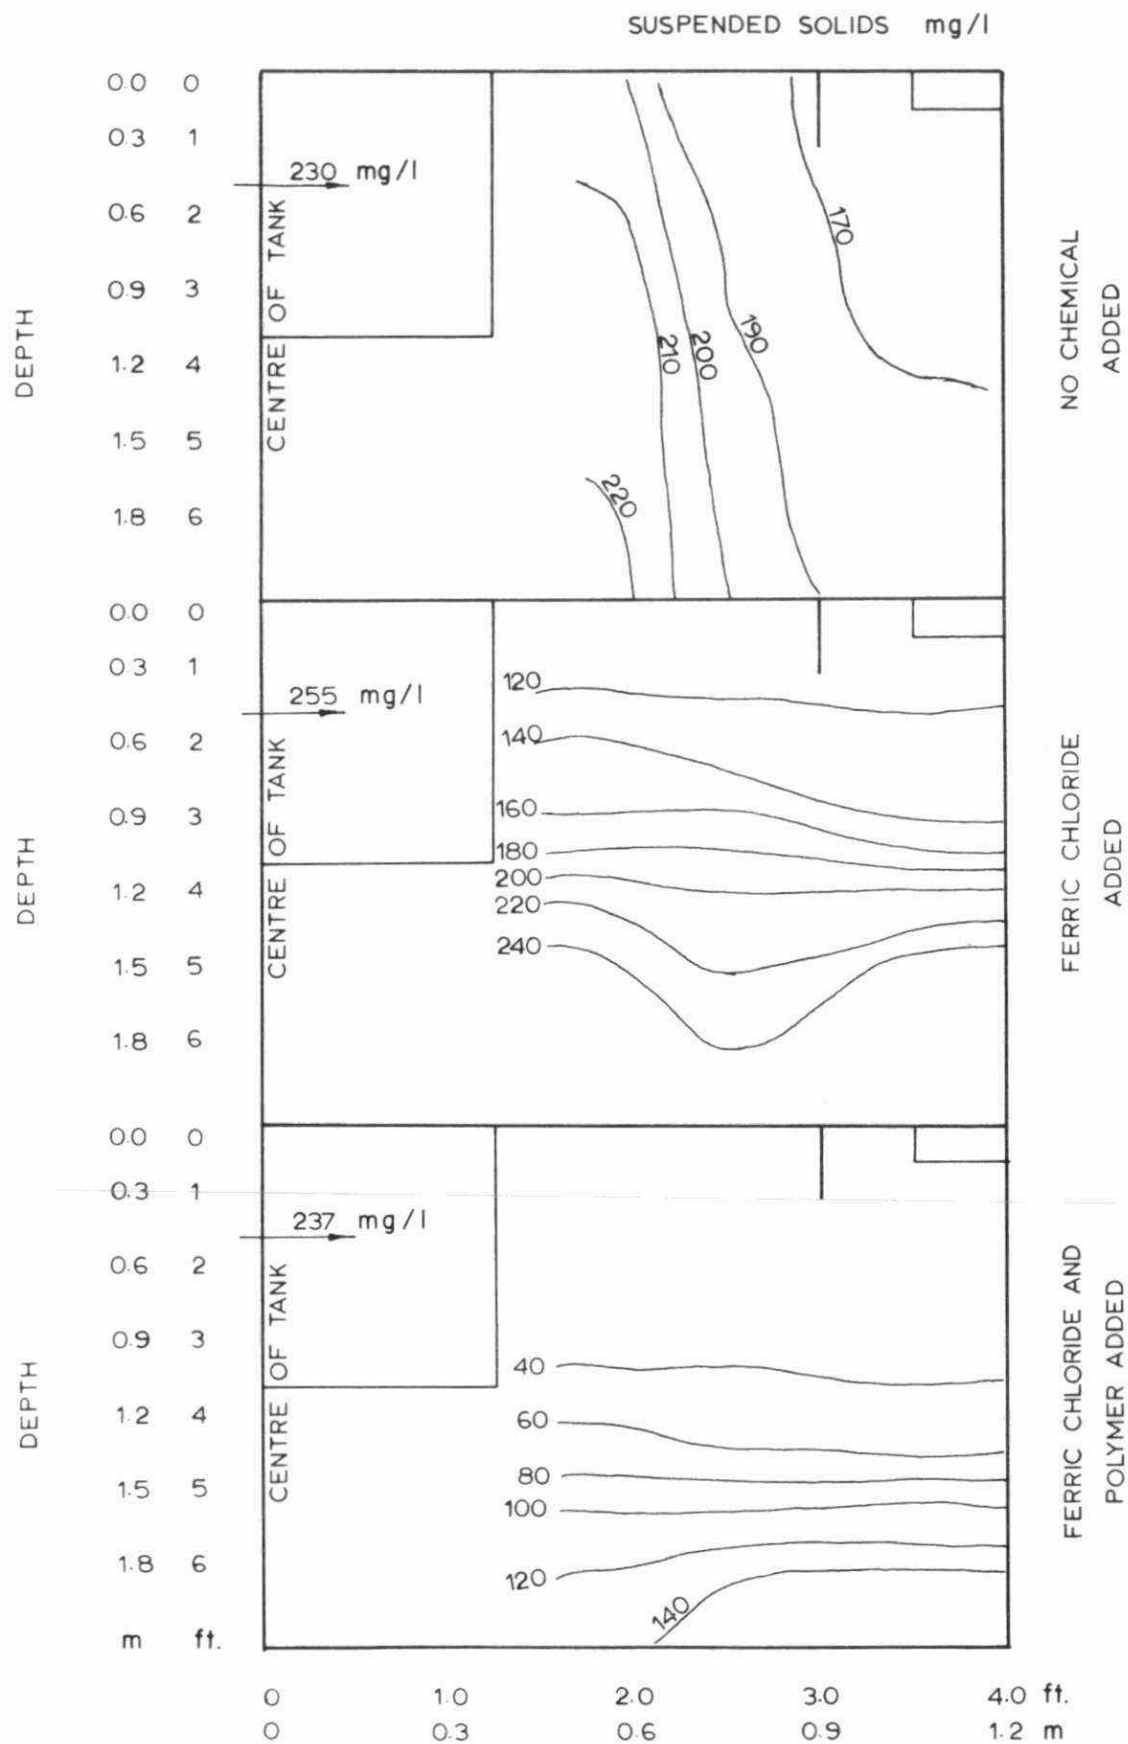 SUSPENDED SOLIDS mg/l
0.0 0
0.3 1
230 mg/l
0.6 2
170
0.9 3
190
200
210
1.2 4
1.5 5
220
1.8 6
DEPTH
CENTRE OF TANK
NO CHEMICAL
ADDED
0.0 0
0.3 1
120
255 mg/l
0.6 2
140
0.9 3
160
180
1.2 4
200
220
240
1.5 5
1.8 6
DEPTH
CENTRE OF TANK
FERRIC CHLORIDE
ADDED
0.0 0
0.3 1
237 mg/l
0.6 2
0.9 3
40
1.2 4
60
80
1.5 5
100
1.8 6
120
140
m ft.
DEPTH
CENTRE OF TANK
FERRIC CHLORIDE AND
POLYMER ADDED
0 1.0 2.0 3.0 4.0 ft.
0 0.3 0.6 0.9 1.2 m